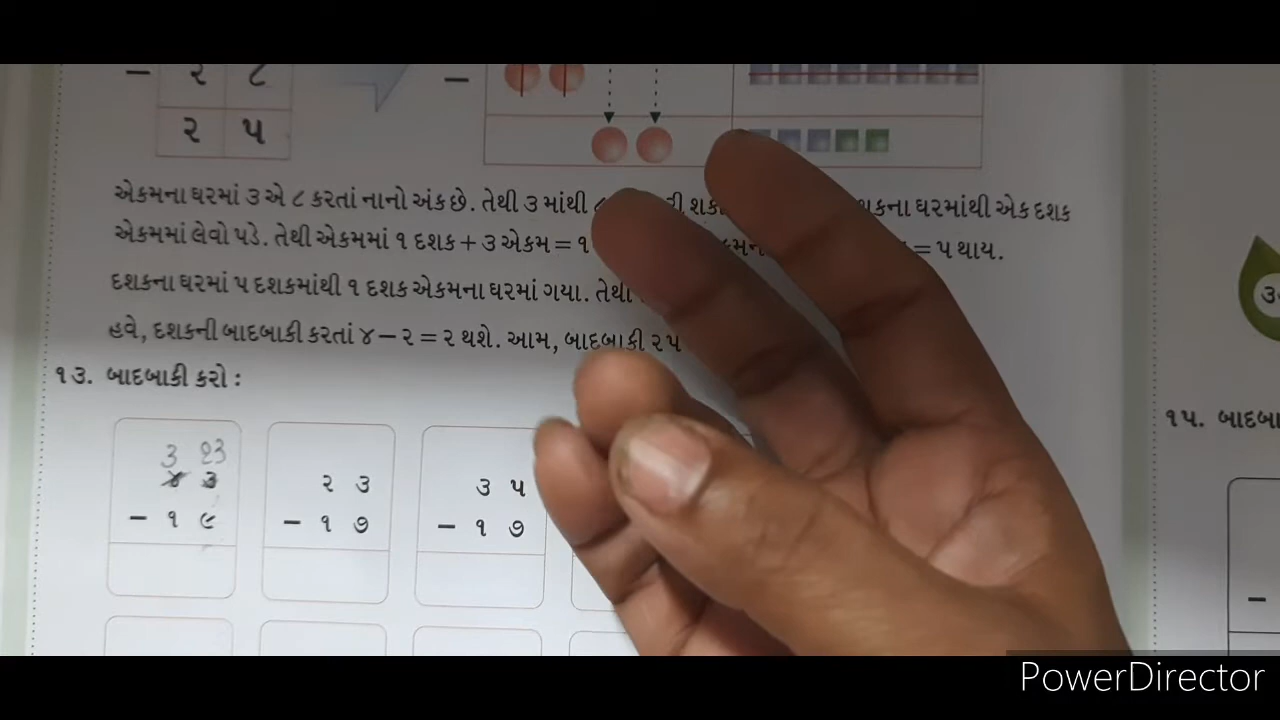 - ૨ ૮ -
૨ ૫
એકમના ઘરમાં ૩ એ ૮ કરતાં નાનો અંક છે. તેથી ૩ માંથી ઘરમાંથી એક દશક
એકમમાં લેવો પડે. તેથી એકમમાં ૧ દશક + ૩ એકમ = ૧ = ૫ થાય.
દશકના ઘરમાં ૫ દશકમાંથી ૧ દશક એકમના ઘરમાં ગયા. તેથી
હવે, દશકની બાદબાકી કરતાં ૪ – ૨ = ૨ થશે. આમ, બાદબાકી ૨૫
૧૩. બાદબાકી કરો :
૩ ૧૩
૪ ૩ ૨ ૩ ૩ ૫
- ૧ ૯ - ૧ ૭ - ૧ ૭
૧૫. બાદબા
-
PowerDirector